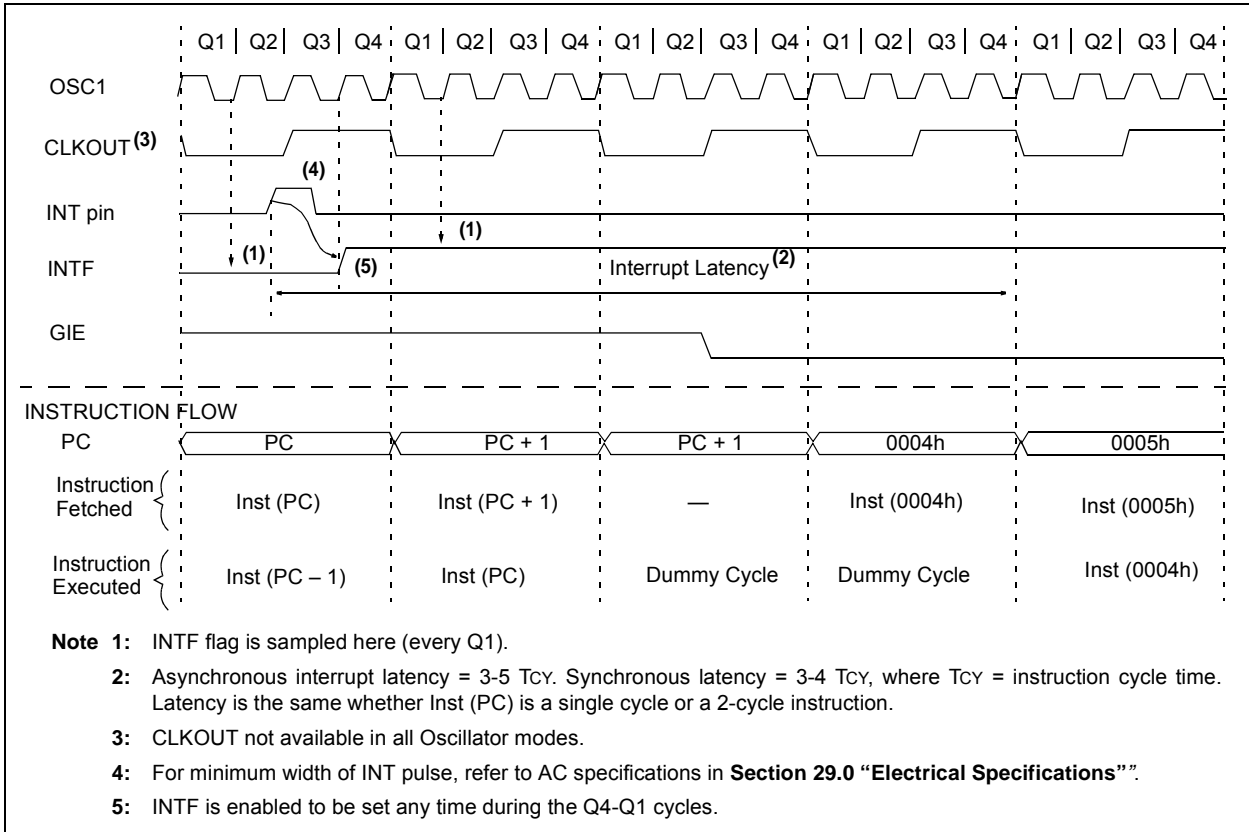 Q1 Q2 Q3 Q4 Q1 Q2 Q3 Q4 Q1 Q2 Q3 Q4 Q1 Q2 Q3 Q4 Q1 Q2 Q3 Q4
OSC1
CLKOUT (3)
(4)
INT pin
(1) (1)
INTF (5) Interrupt Latency (2)
GIE
INSTRUCTION FLOW
PC PC PC + 1 PC + 1 0004h 0005h
Instruction
Fetched Inst (PC) Inst (PC + 1) — Inst (0004h) Inst (0005h)
Instruction
Executed Inst (PC – 1) Inst (PC) Dummy Cycle Dummy Cycle Inst (0004h)
Note 1: INTF flag is sampled here (every Q1).
2: Asynchronous interrupt latency = 3-5 TCY. Synchronous latency = 3-4 TCY, where TCY = instruction cycle time.
Latency is the same whether Inst (PC) is a single cycle or a 2-cycle instruction.
3: CLKOUT not available in all Oscillator modes.
4: For minimum width of INT pulse, refer to AC specifications in Section 29.0 “Electrical Specifications””.
5: INTF is enabled to be set any time during the Q4-Q1 cycles.